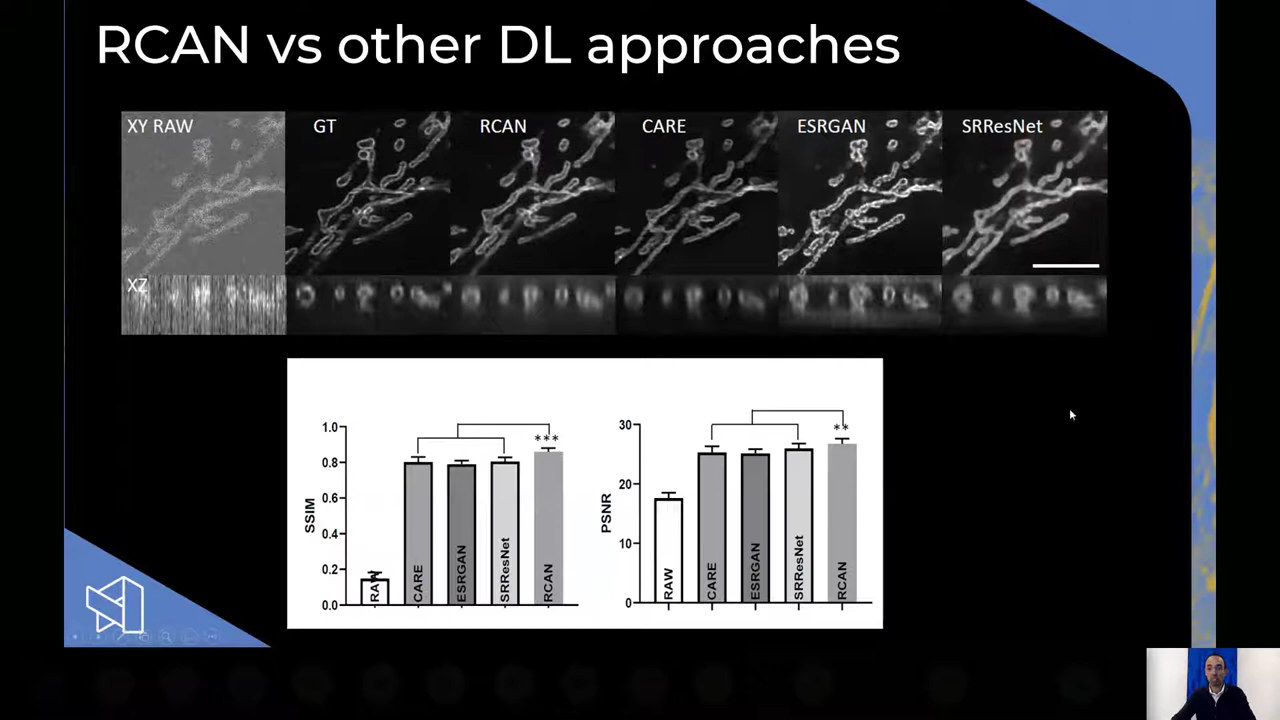 RCAN vs other DL approaches
XY RAW
GT
RCAN
CARE
ESRGAN
SRResNet
XZ
SSIM
1.0
0.8
0.6
0.4
0.2
0.0
RAW
CARE
ESRGAN
SRResNet
RCAN
***
PSNR
30
20
10
0
RAW
CARE
ESRGAN
SRResNet
RCAN
**